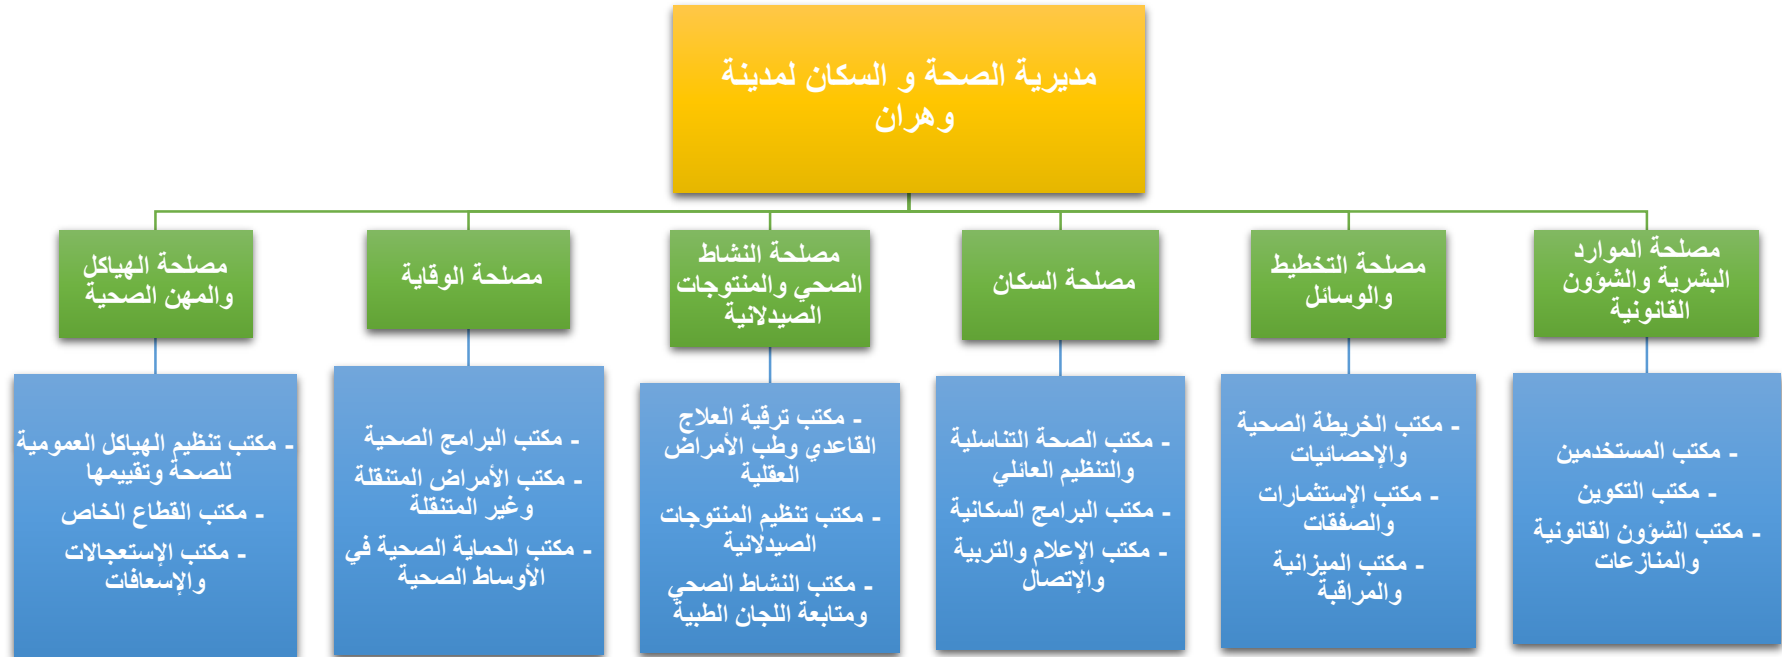 مديرية الصحة و السكان لمدينة
وهران
مصلحة الموارد
البشرية والشؤون
القانونية
مصلحة التخطيط
والوسائل
مصلحة السكان
مصلحة النشاط
الصحي والمنتوجات
الصيدلانية
مصلحة الوقاية
مصلحة الهياكل
والمهن الصحية
- مكتب المستخدمين
- مكتب التكوين
- مكتب الشؤون القانونية
والمنازعات
- مكتب الخريطة الصحية
والإحصائيات
- مكتب الإستثمارات
والصفقات
- مكتب الميزانية
والمراقبة
- مكتب الصحة التناسلية
والتنظيم العائلي
- مكتب البرامج السكانية
- مكتب الإعلام والتربية
والإتصال
- مكتب ترقية العلاج
القاعدي وطب الأمراض
العقلية
- مكتب تنظيم المنتوجات
الصيدلانية
- مكتب النشاط الصحي
ومتابعة اللجان الطبية
- مكتب البرامج الصحية
- مكتب الأمراض المتنقلة
وغير المتنقلة
- مكتب الحماية الصحية في
الأوساط الصحية
- مكتب تنظيم الهياكل العمومية
للصحة وتقييمها
- مكتب القطاع الخاص
- مكتب الإستعجالات
والإسعافات